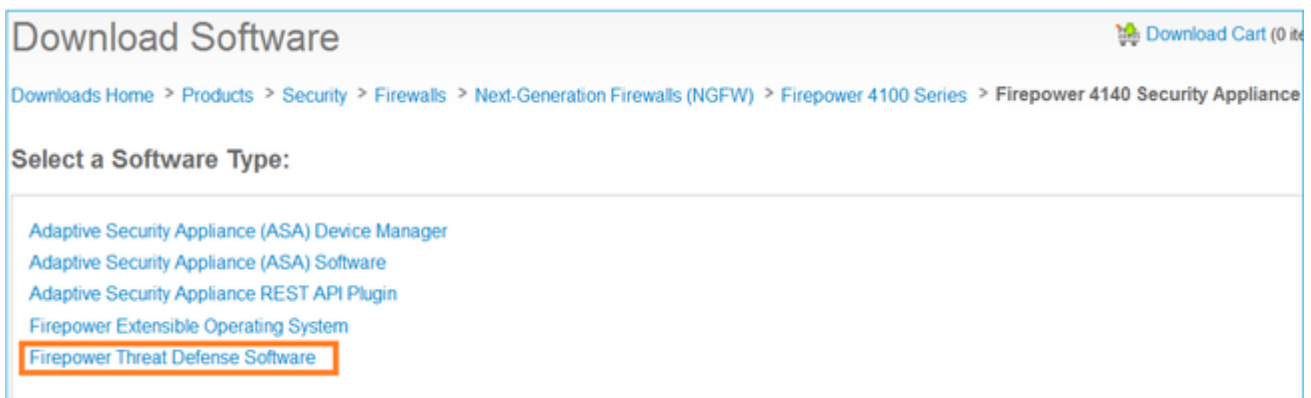 Download Software
Download Cart (0 ite
Downloads Home > Products > Security > Firewalls > Next-Generation Firewalls (NGFW) > Firepower 4100 Series > Firepower 4140 Security Appliance
Select a Software Type:
Adaptive Security Appliance (ASA) Device Manager
Adaptive Security Appliance (ASA) Software
Adaptive Security Appliance REST API Plugin
Firepower Extensible Operating System
Firepower Threat Defense Software